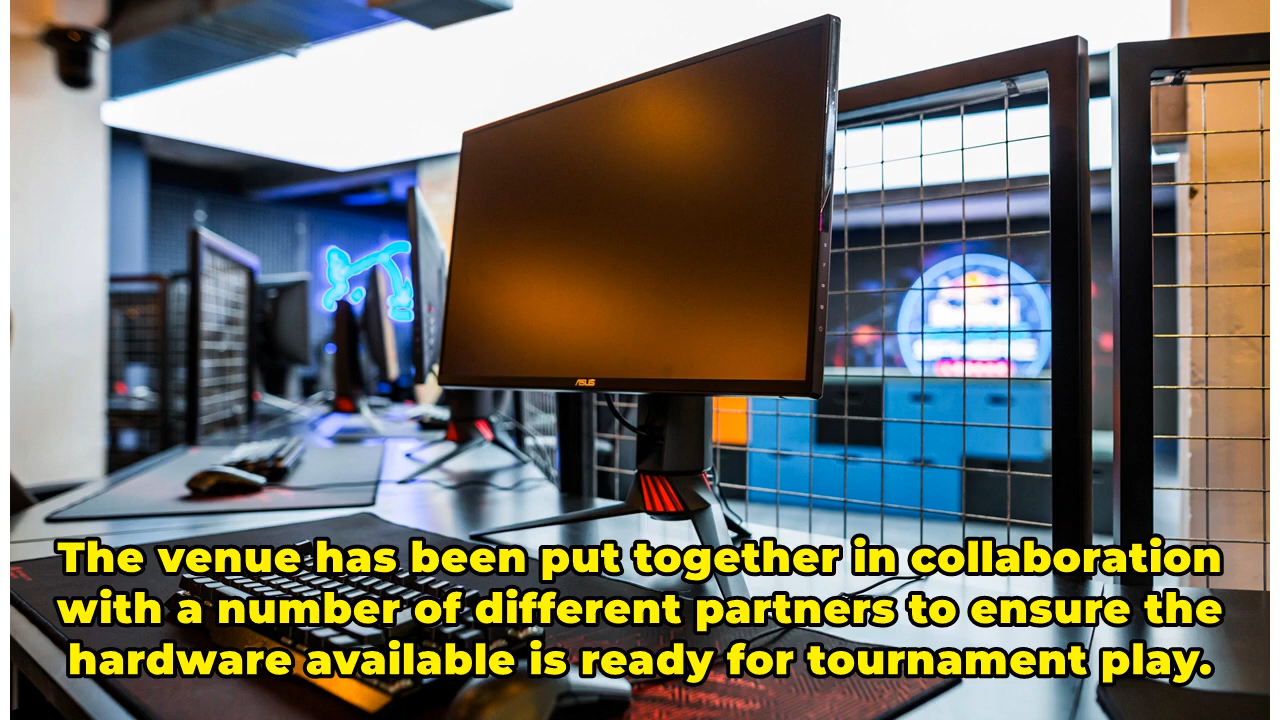 ASUS
The venue has been put together in collaboration
with a number of different partners to ensure the
hardware available is ready for tournament play.